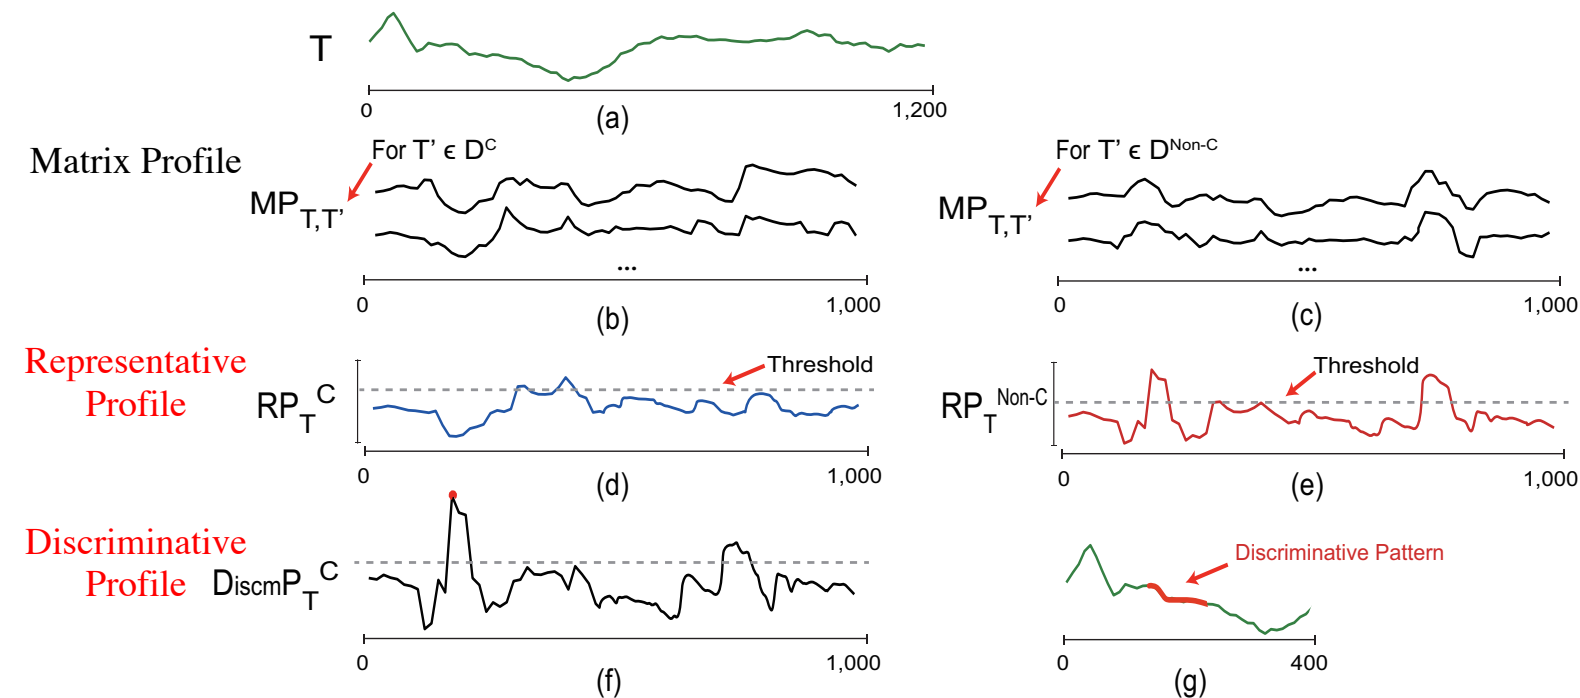 T
0
1,200
(a)
Matrix Profile
For T' ϵ D^C
MP_T,T'
...
0
1,000
(b)
For T' ϵ D^Non-C
MP_T,T'
...
0
1,000
(c)
Representative
Profile
RP_T^C
Threshold
0
1,000
(d)
RP_T^Non-C
Threshold
0
1,000
(e)
Discriminative
Profile
DiscmP_T^C
0
1,000
(f)
Discriminative Pattern
0
400
(g)